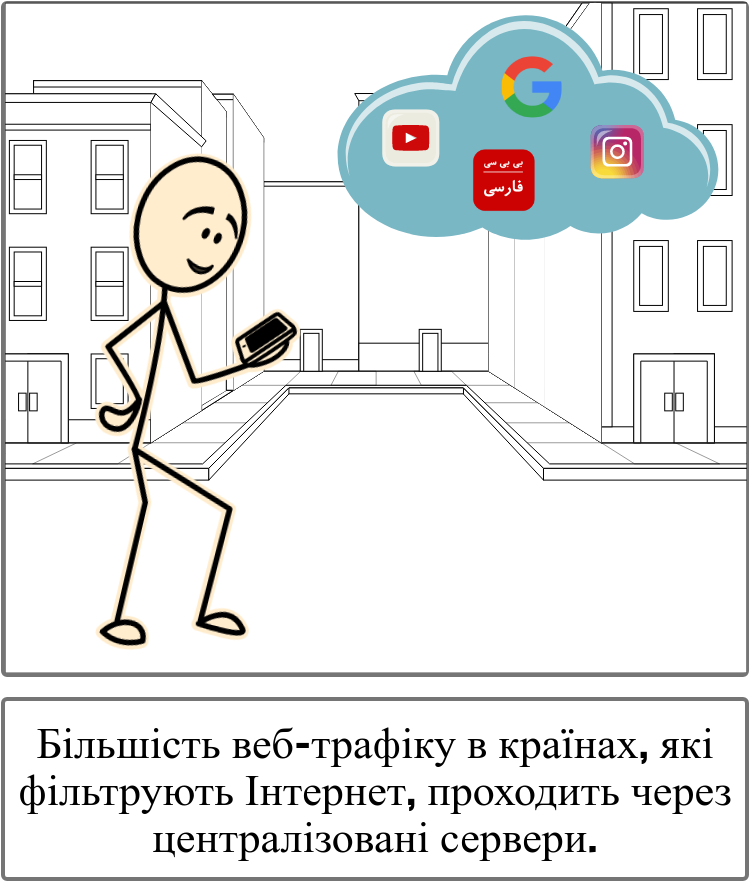 بی بی سی
فارسی
Більшість веб-трафіку в країнах, які
фільтрують Інтернет, проходить через
централізовані сервери.